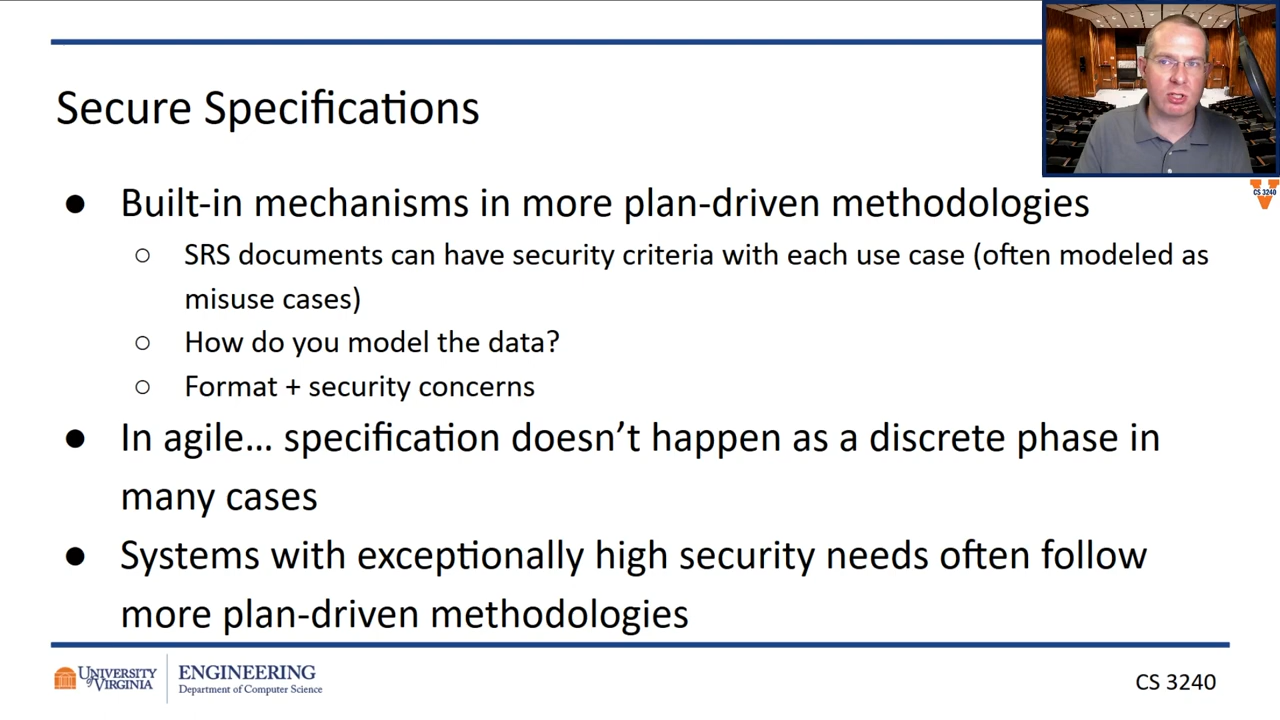 Secure Specifications
● Built-in mechanisms in more plan-driven methodologies
○ SRS documents can have security criteria with each use case (often modeled as
misuse cases)
○ How do you model the data?
○ Format + security concerns
● In agile… specification doesn’t happen as a discrete phase in
many cases
● Systems with exceptionally high security needs often follow
more plan-driven methodologies
CS 3240
UNIVERSITY
of VIRGINIA
ENGINEERING
Department of Computer Science
CS 3240